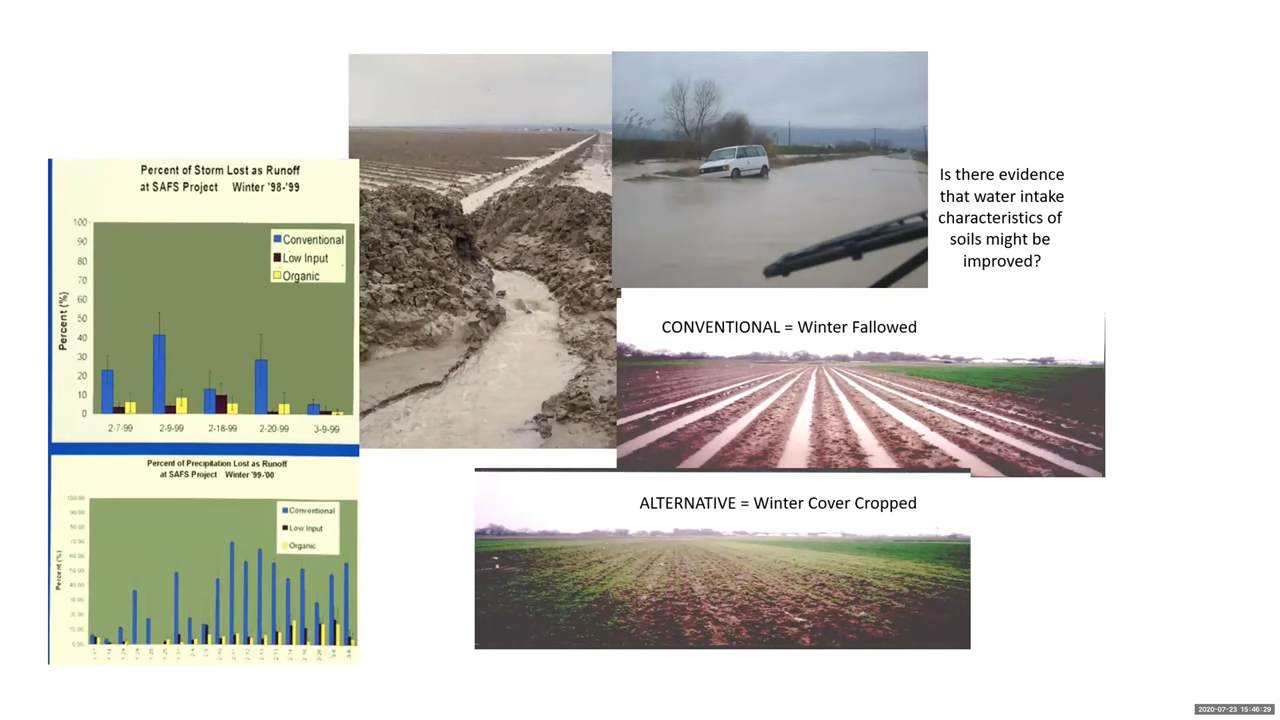 Percent of Storm Lost as Runoff
at SAFS Project Winter '98-'99
Percent (%)
100
90
80
70
60
50
40
30
20
10
0
Conventional
Low Input
Organic
2-7-99
2-9-99
2-18-99
2-20-99
3-9-99
Percent of Precipitation Lost as Runoff
at SAFS Project Winter '99-'00
Percent (%)
Conventional
Low Input
Organic
Is there evidence
that water intake
characteristics of
soils might be
improved?
CONVENTIONAL = Winter Fallowed
ALTERNATIVE = Winter Cover Cropped
2020-07-23 15:46:29